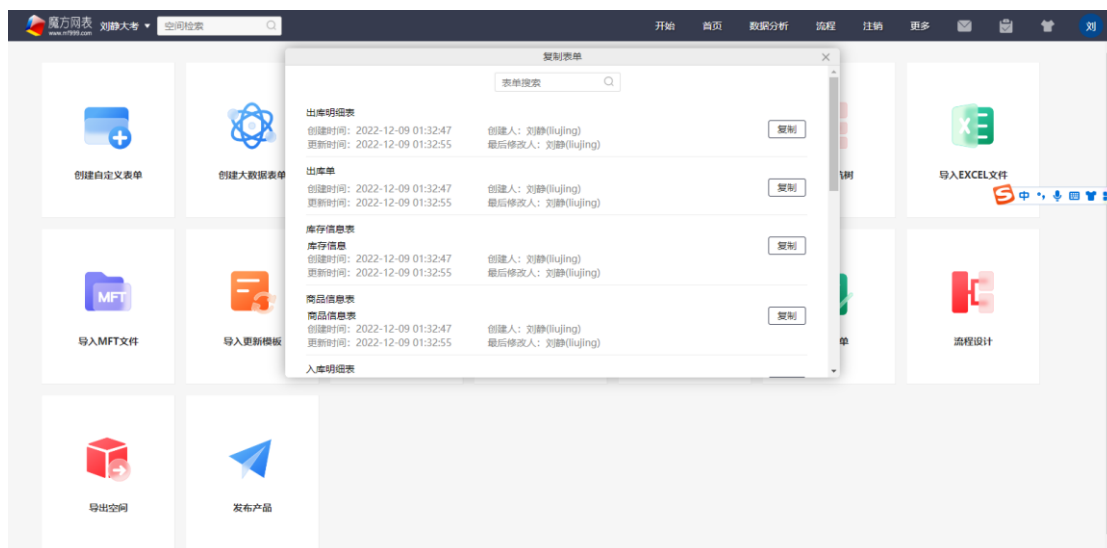 魔方网表
www.mf999.com
刘静大考
空间检索
开始 首页 数据分析 流程 注销 更多
刘
复制表单
表单搜索
出库明细表
创建时间：2022-12-09 01:32:47 创建人：刘静(liujing)
复制
更新时间：2022-12-09 01:32:55 最后修改人：刘静(liujing)
出库单
创建时间：2022-12-09 01:32:47 创建人：刘静(liujing)
复制
更新时间：2022-12-09 01:32:55 最后修改人：刘静(liujing)
库存信息表
库存信息
复制
创建时间：2022-12-09 01:32:47 创建人：刘静(liujing)
更新时间：2022-12-09 01:32:55 最后修改人：刘静(liujing)
商品信息表
商品信息表
复制
创建时间：2022-12-09 01:32:47 创建人：刘静(liujing)
更新时间：2022-12-09 01:32:55 最后修改人：刘静(liujing)
入库明细表
创建自定义表单
创建大数据表单
树
X
导入EXCEL文件
S 中
MFT
导入MFT文件
导入更新模板
单
流程设计
导出空间
发布产品